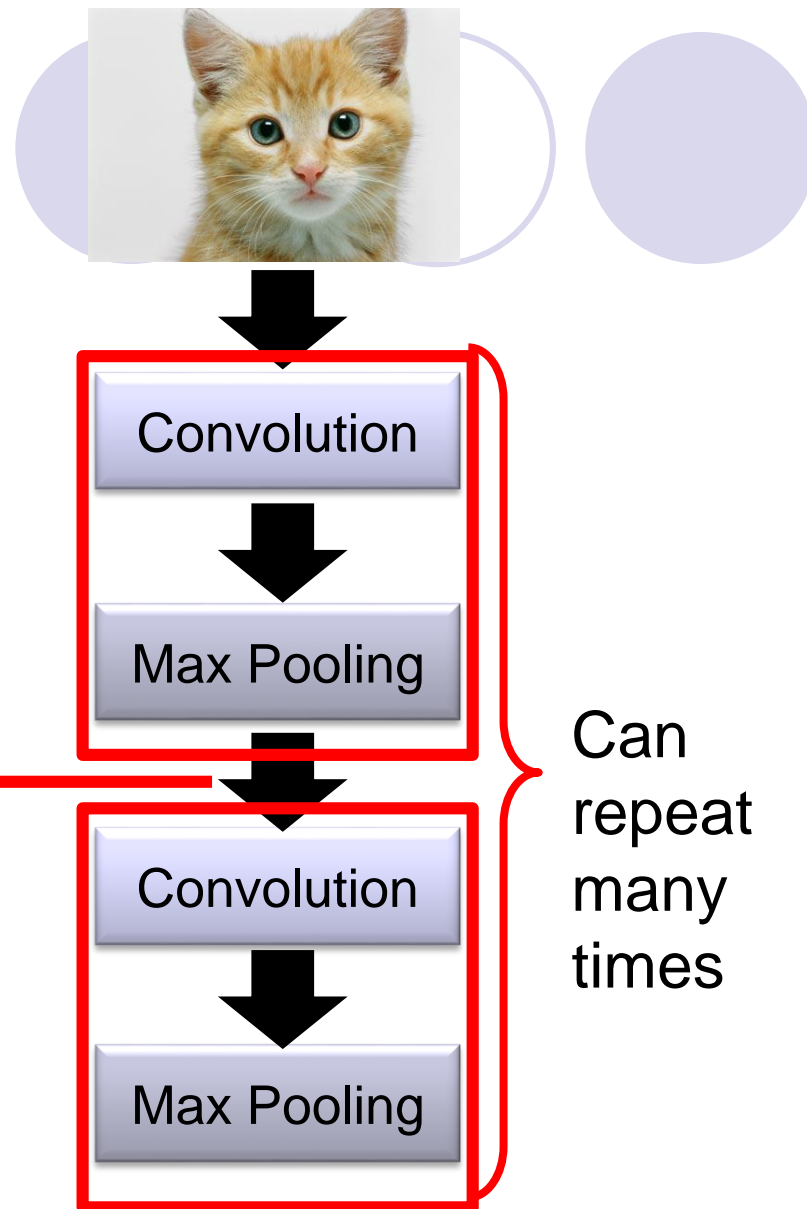 Convolution
Max Pooling
Can
repeat
many
times
Convolution
Max Pooling